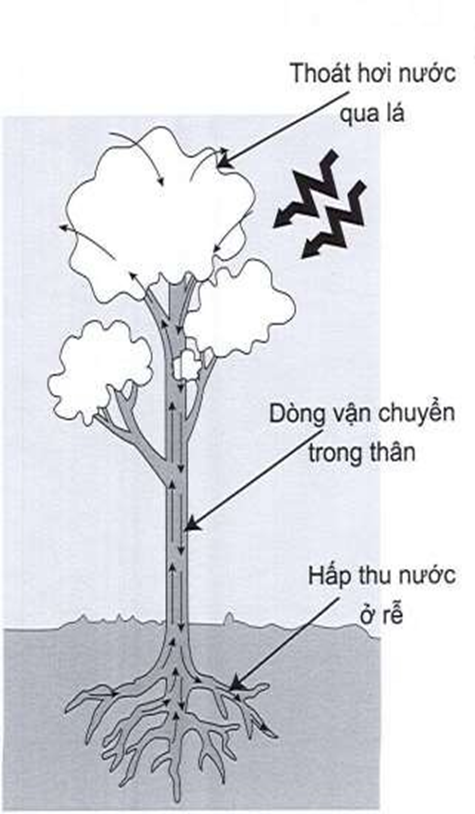 Thoát hơi nước
qua lá
Dòng vận chuyển
trong thân
Hấp thu nước
ở rễ